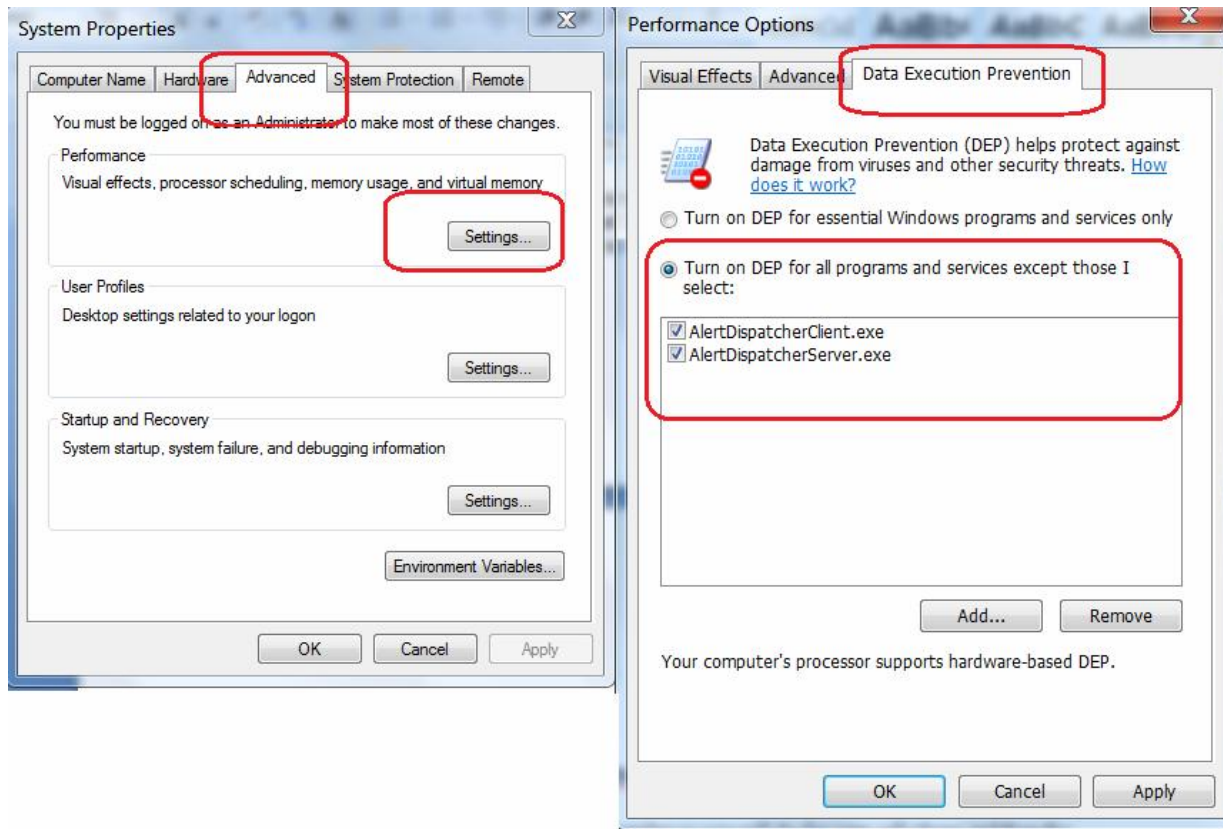 System Properties
Computer Name Hardware Advanced System Protection Remote
You must be logged on as an Administrator to make most of these changes.
Performance
Visual effects, processor scheduling, memory usage, and virtual memory
Settings...
User Profiles
Desktop settings related to your logon
Settings...
Startup and Recovery
System startup, system failure, and debugging information
Settings...
Environment Variables...
OK Cancel Apply
Performance Options
Visual Effects Advanced Data Execution Prevention
Data Execution Prevention (DEP) helps protect against
damage from viruses and other security threats. How
does it work?
Turn on DEP for essential Windows programs and services only
Turn on DEP for all programs and services except those I
select:
AlertDispatcherClient.exe
AlertDispatcherServer.exe
Add... Remove
Your computer's processor supports hardware-based DEP.
OK Cancel Apply